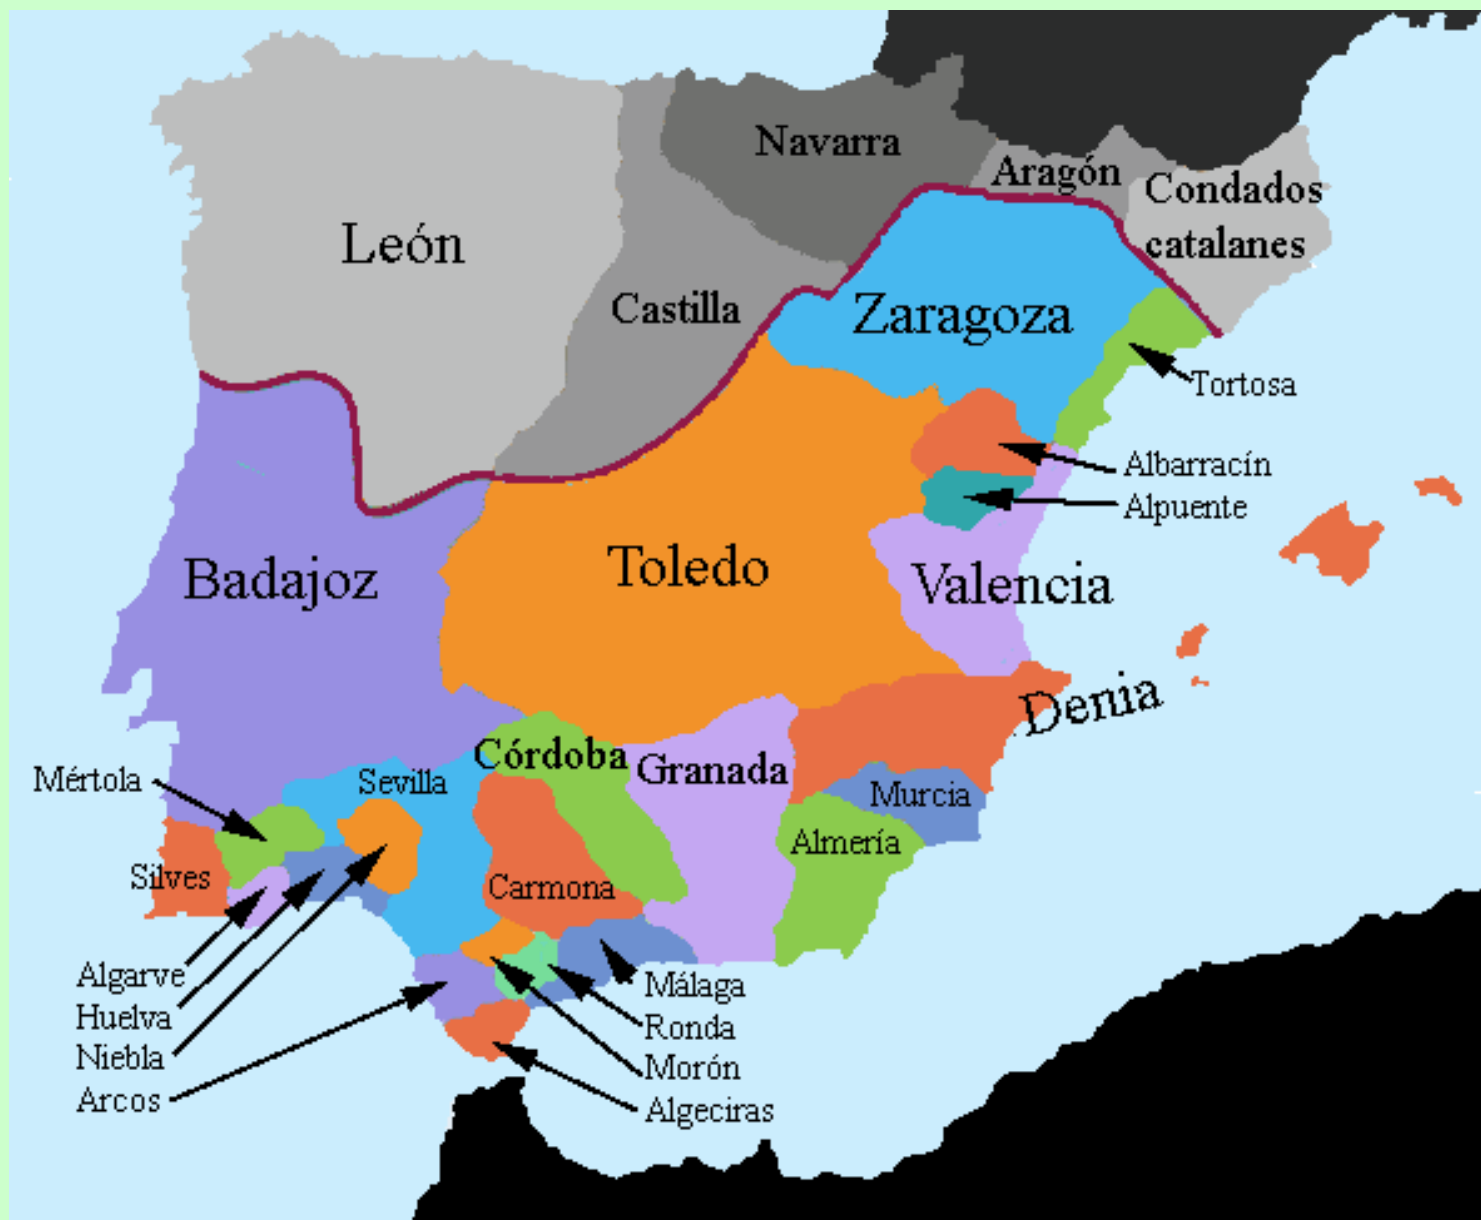 Navarra
Aragón
Condados
catalanes
León
Castilla
Zaragoza
Tortosa
Albarracín
Alpuente
Badajoz
Toledo
Valencia
Denia
Córdoba
Granada
Mértola
Sevilla
Murcia
Almería
Silves
Carmona
Algarve
Huelva
Niebla
Arcos
Málaga
Ronda
Morón
Algeciras